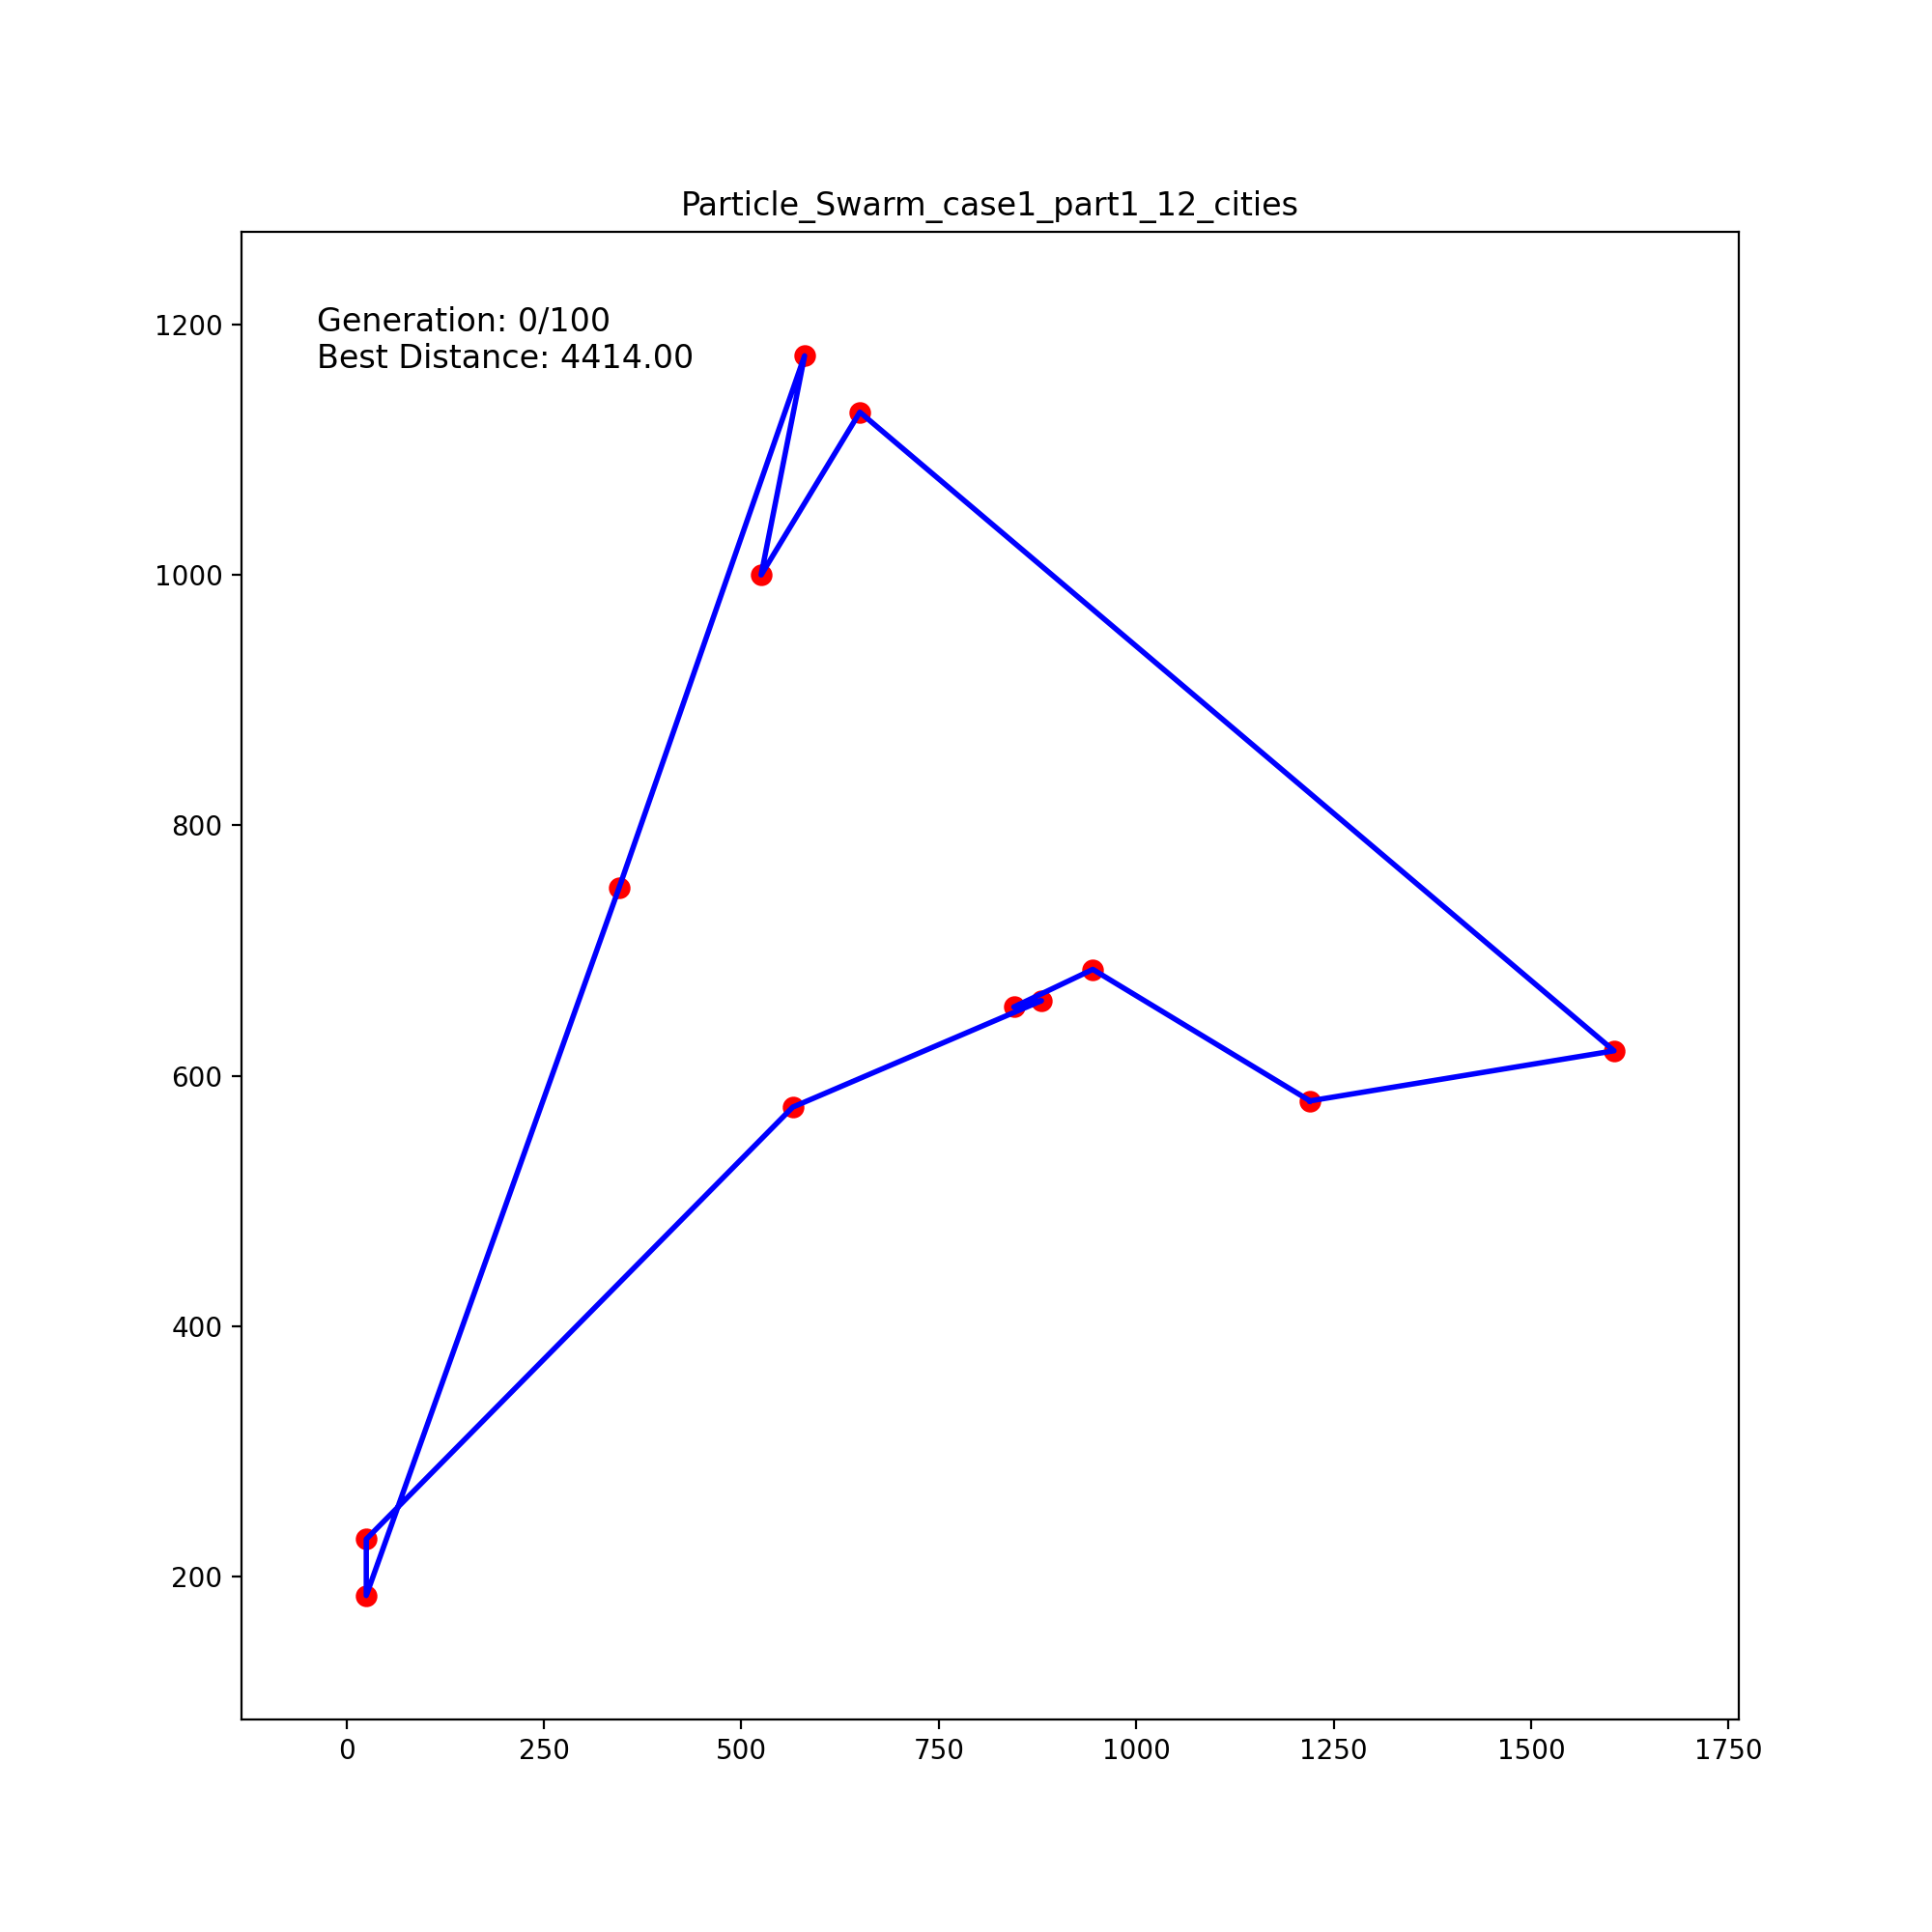 Particle_Swarm_case1_part1_12_cities
Generation: 0/100
Best Distance: 4414.00
1200
1000
800
600
400
200
0 250 500 750 1000 1250 1500 1750